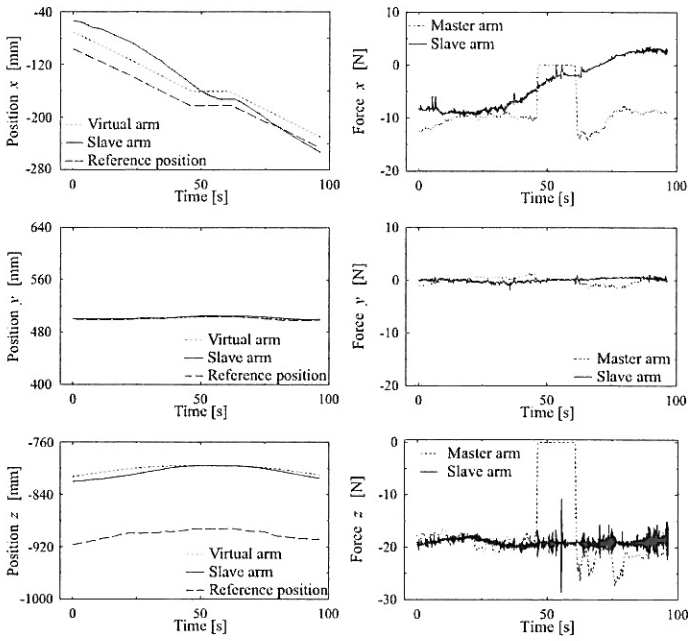 -40
-120
-200
-280
Position x [mm]
Virtual arm
Slave arm
Reference position
0
50
100
Time [s]
10
0
-10
-20
Force x [N]
Master arm
Slave arm
0
50
100
Time [s]
640
560
480
400
Position y [mm]
Virtual arm
Slave arm
Reference position
0
50
100
Time [s]
10
0
-10
-20
Force y [N]
Master arm
Slave arm
0
50
100
Time [s]
-760
-840
-920
-1000
Position z [mm]
Virtual arm
Slave arm
Reference position
0
50
100
Time [s]
0
-10
-20
-30
Force z [N]
Master arm
Slave arm
0
50
100
Time [s]